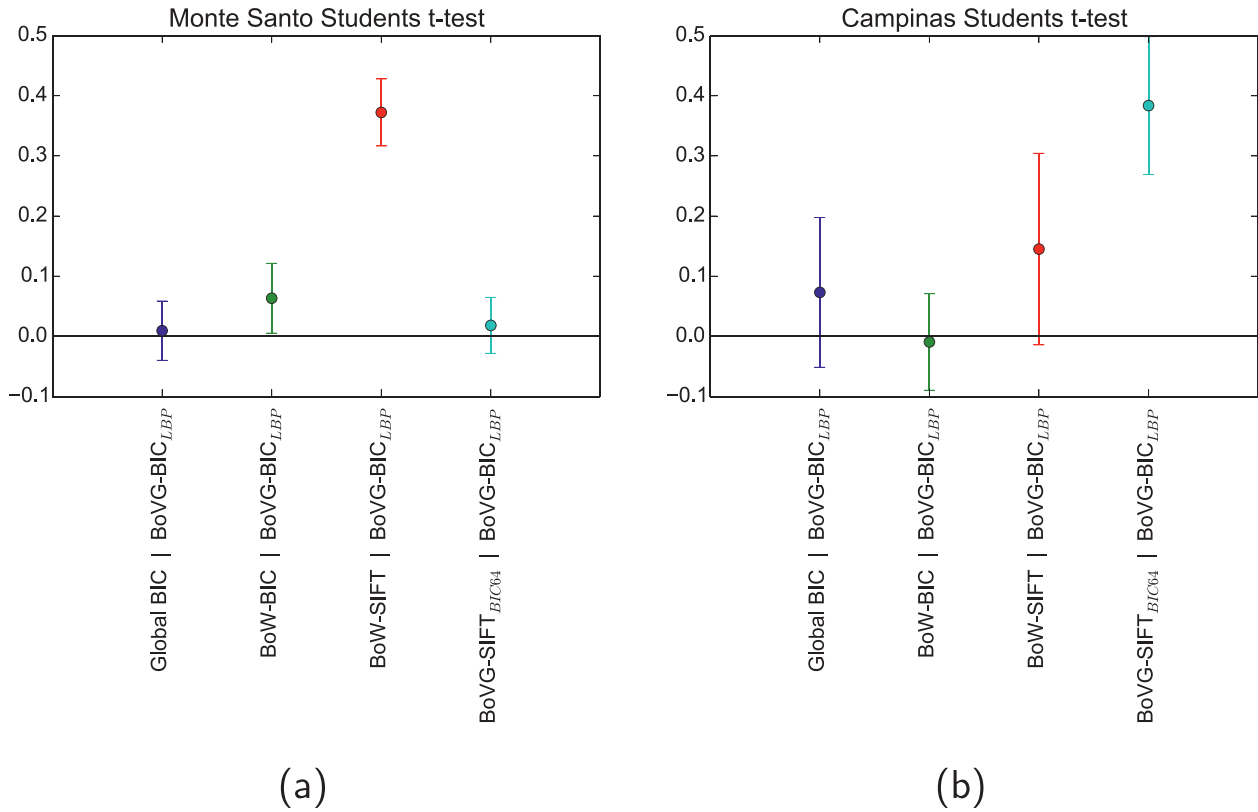 Monte Santo Students t-test
0.5
0.4
0.3
0.2
0.1
0.0
−0.1
Global BIC | BoVG-BIC_LBP
BoW-BIC | BoVG-BIC_LBP
BoW-SIFT | BoVG-BIC_LBP
BoVG-SIFT_BIC64 | BoVG-BIC_LBP
(a)
Campinas Students t-test
0.5
0.4
0.3
0.2
0.1
0.0
−0.1
Global BIC | BoVG-BIC_LBP
BoW-BIC | BoVG-BIC_LBP
BoW-SIFT | BoVG-BIC_LBP
BoVG-SIFT_BIC64 | BoVG-BIC_LBP
(b)